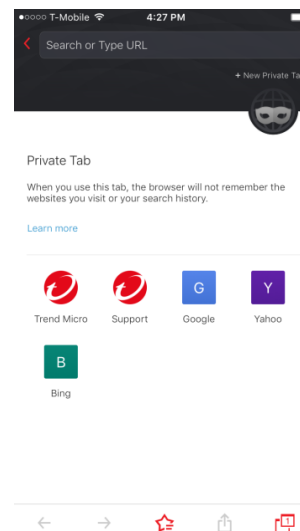 T-Mobile 4:27 PM
Search or Type URL
+ New Private Ta
Private Tab
When you use this tab, the browser will not remember the
websites you visit or your search history.
Learn more
G Y
Trend Micro Support Google Yahoo
B
Bing
1